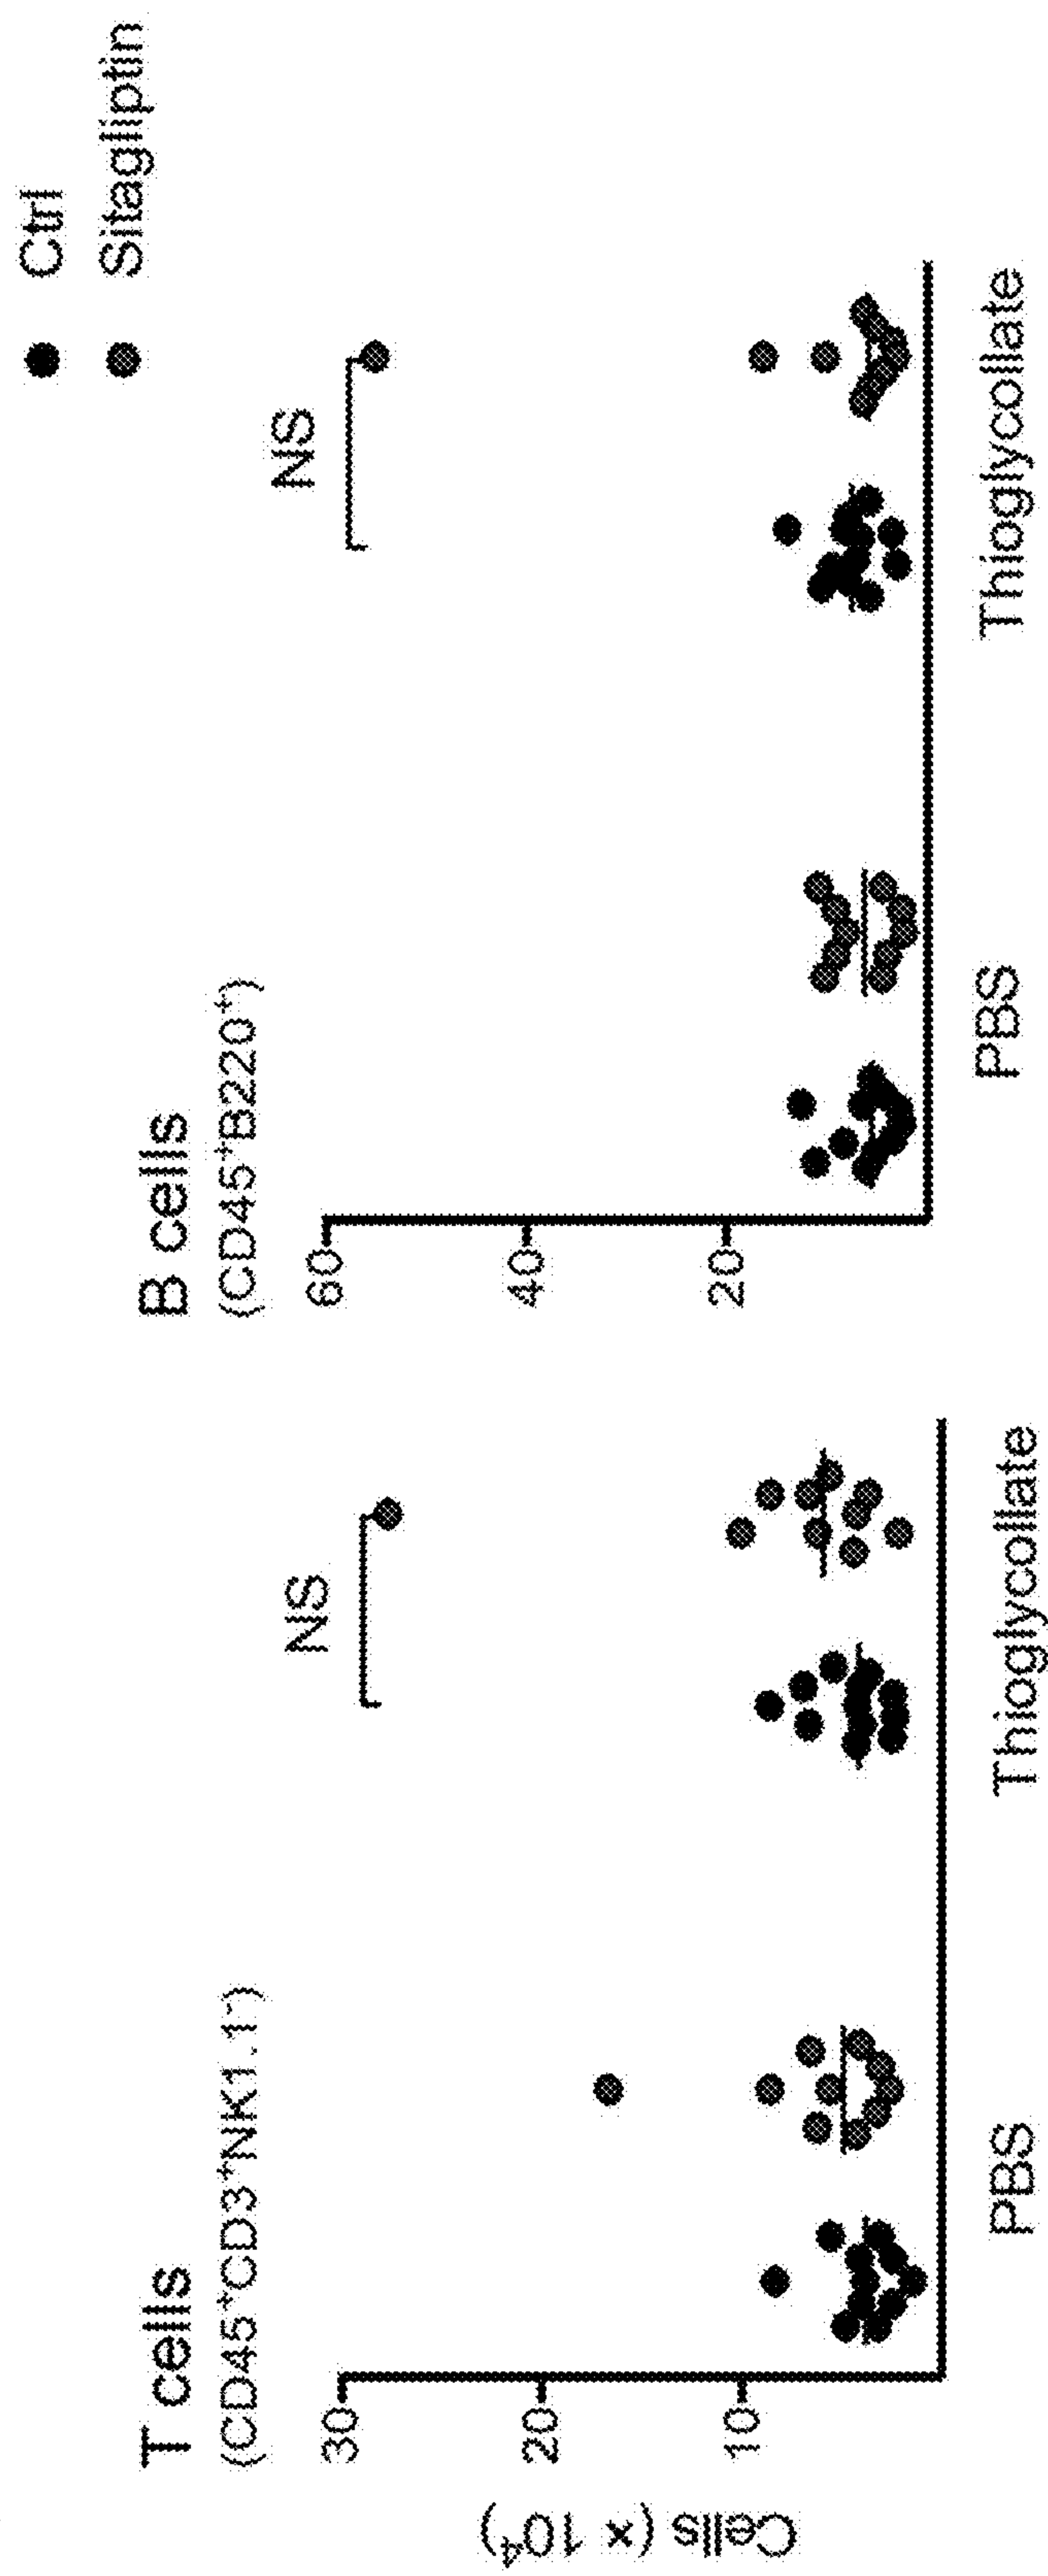 Ctrl
Sitagliptin
T cells
(CD45⁺CD3⁺NK1.1⁻)
Cells (× 10⁴)
30
20
10
NS
PBS
Thioglycollate
B cells
(CD45⁺B220⁺)
60
40
20
NS
PBS
Thioglycollate